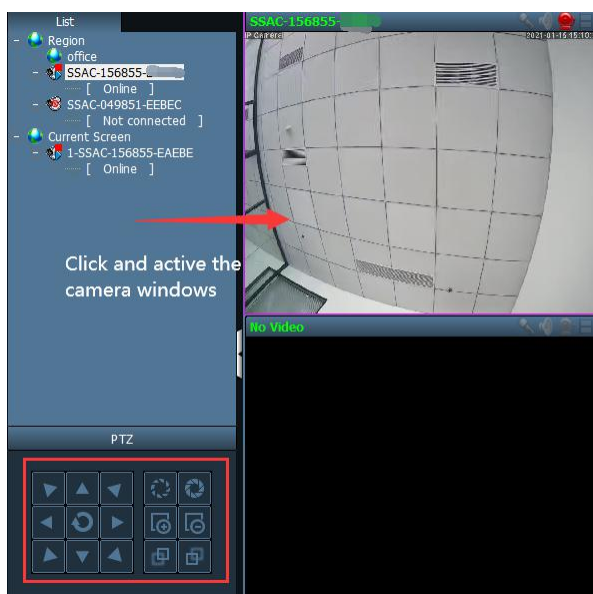 List
Region
office
SSAC-156855-
[ Online ]
SSAC-049851-EEBEC
[ Not connected ]
Current Screen
1-SSAC-156855-EAEBE
[ Online ]
Click and active the
camera windows
PTZ
SSAC-156855-
IP Camera
2021-01-15 15:10:
No Video